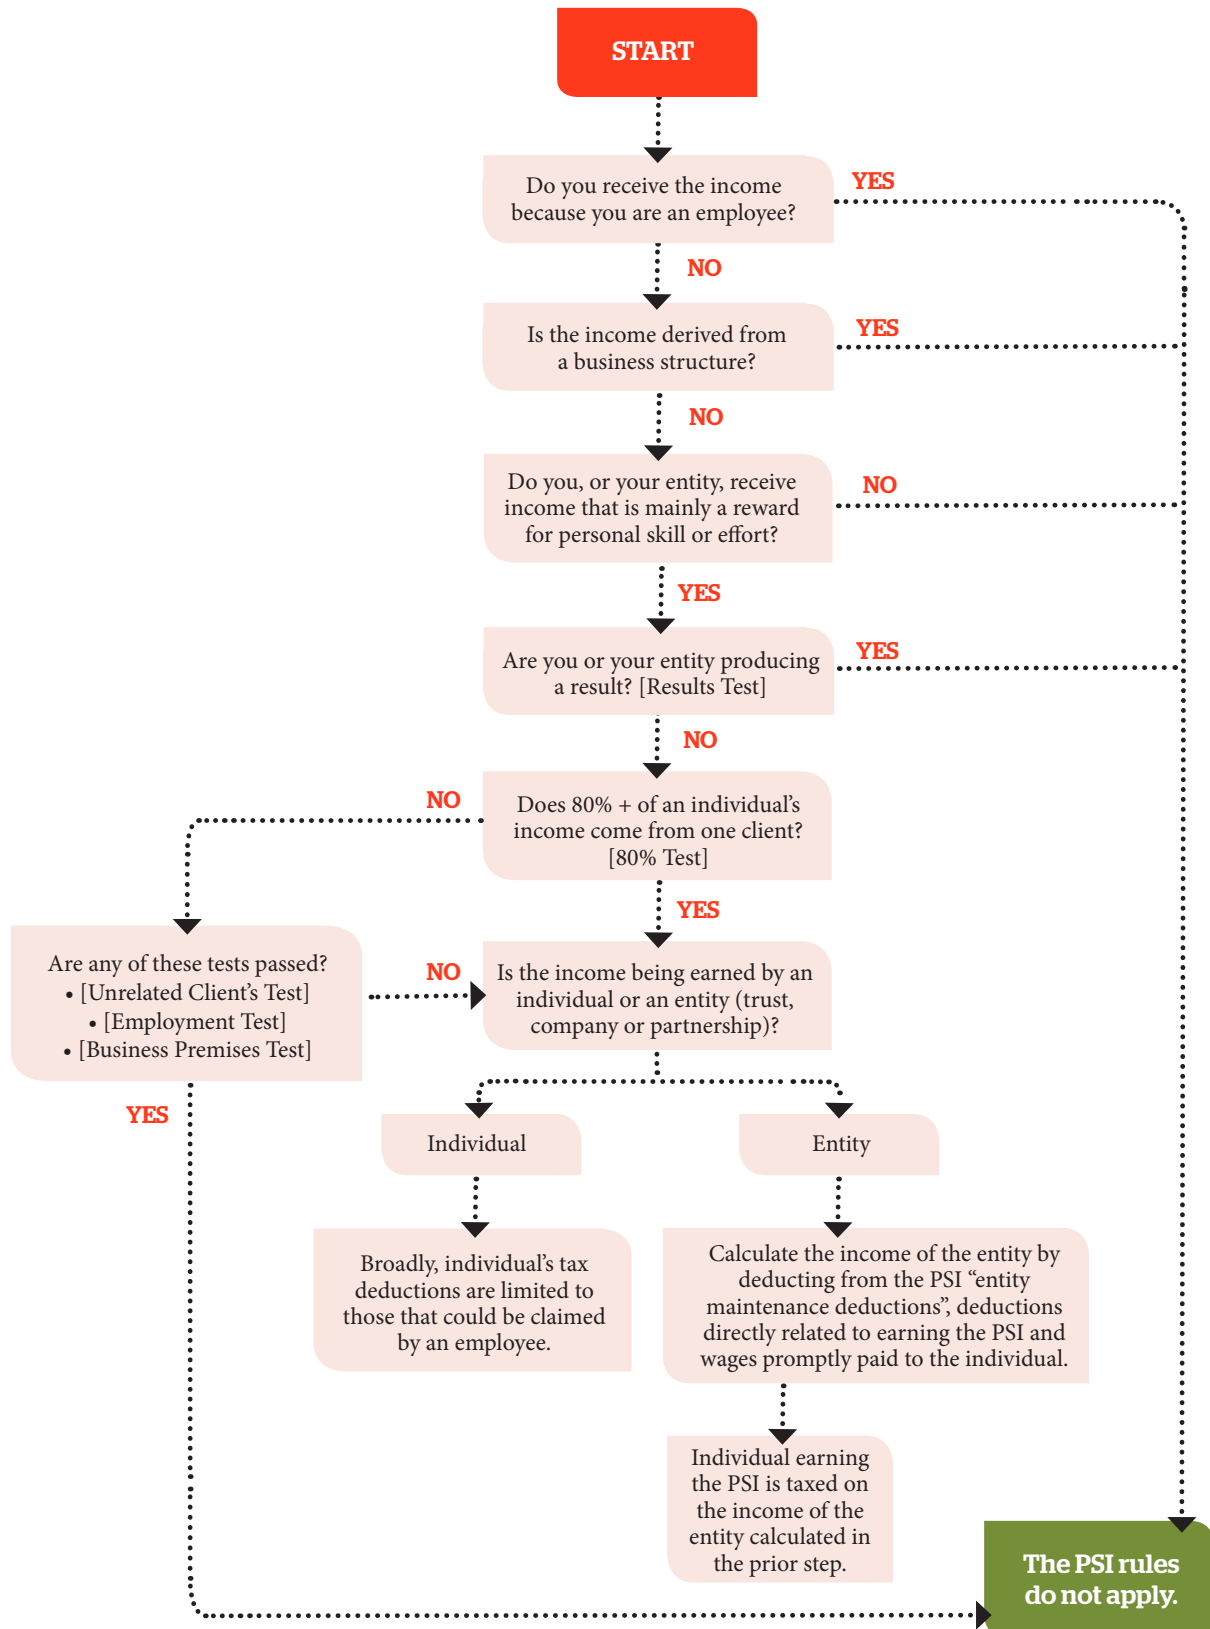 START
Do you receive the income
because you are an employee?
YES
NO
Is the income derived from
a business structure?
YES
NO
Do you, or your entity, receive
income that is mainly a reward
for personal skill or effort?
NO
YES
Are you or your entity producing
a result? [Results Test]
YES
NO
Does 80% + of an individual’s
income come from one client?
[80% Test]
NO
YES
Are any of these tests passed?
• [Unrelated Client’s Test]
• [Employment Test]
• [Business Premises Test]
NO
YES
Is the income being earned by an
individual or an entity (trust,
company or partnership)?
Individual
Entity
Broadly, individual’s tax
deductions are limited to
those that could be claimed
by an employee.
Calculate the income of the entity by
deducting from the PSI “entity
maintenance deductions”, deductions
directly related to earning the PSI and
wages promptly paid to the individual.
Individual earning
the PSI is taxed on
the income of the
entity calculated in
the prior step.
The PSI rules
do not apply.